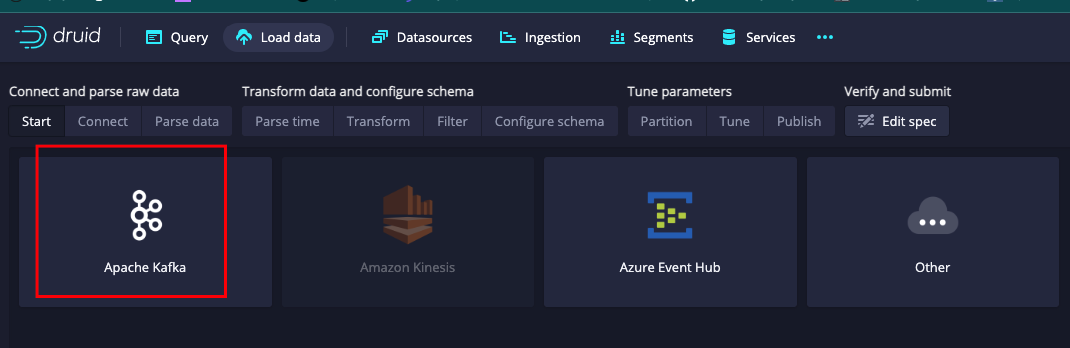 druid Query Load data Datasources Ingestion Segments Services
Connect and parse raw data Transform data and configure schema Tune parameters Verify and submit
Start Connect Parse data Parse time Transform Filter Configure schema Partition Tune Publish Edit spec
Apache Kafka Amazon Kinesis Azure Event Hub Other